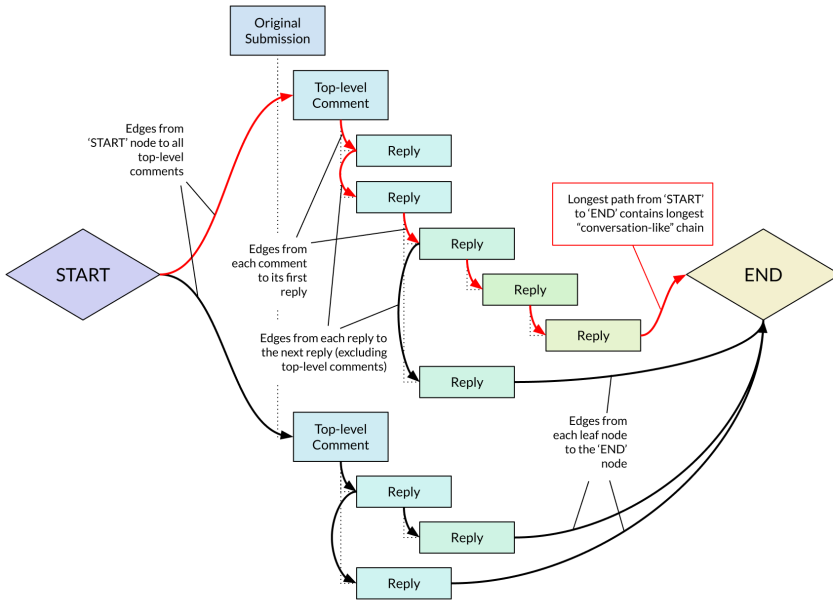 Original
Submission
Top-level
Comment
Edges from
‘START’ node to all
top-level
comments
Reply
Reply
Longest path from ‘START’
to ‘END’ contains longest
“conversation-like” chain
Reply
Edges from
each comment
to its first
reply
START
END
Reply
Reply
Edges from each reply to
the next reply (excluding
top-level comments)
Reply
Top-level
Comment
Edges from
each leaf node
to the ‘END’
node
Reply
Reply
Reply